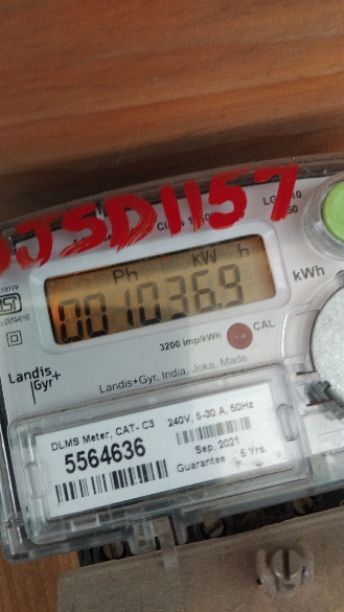 JSD1157
Ph kW h
001036.9
kWh
3200 imp/kWh
CAL
Landis+
Gyr
Landis+Gyr, India, Joka, Made
DLMS Meter, CAT- C3
240V, 5-30 A, 50Hz
5564636
Sep, 2021
Guarantee : 5 Yrs.